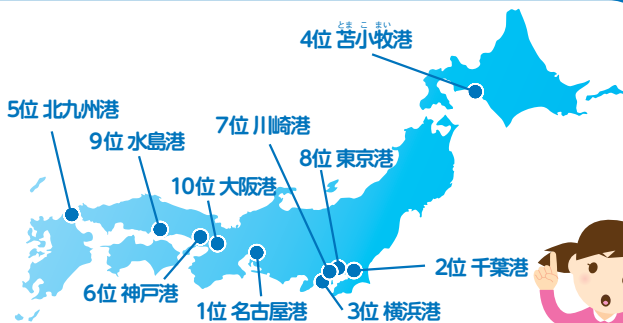 とまこまい
4位 苫小牧港
5位 北九州港
7位 川崎港
9位 水島港
8位 東京港
10位 大阪港
2位 千葉港
6位 神戸港
1位 名古屋港
3位 横浜港